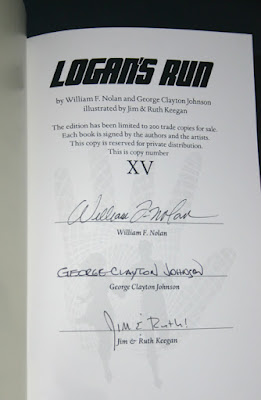 LOGAN'S RUN
by William F. Nolan and George Clayton Johnson
illustrated by Jim & Ruth Keegan
The edition has been limited to 200 trade copies for sale.
Each book is signed by the authors and the artists.
This copy is reserved for private distribution.
This is copy number
XV
William F. Nolan
William F. Nolan
GEORGE CLAYTON JOHNSON
George Clayton Johnson
Jim & Ruth!
Jim & Ruth Keegan